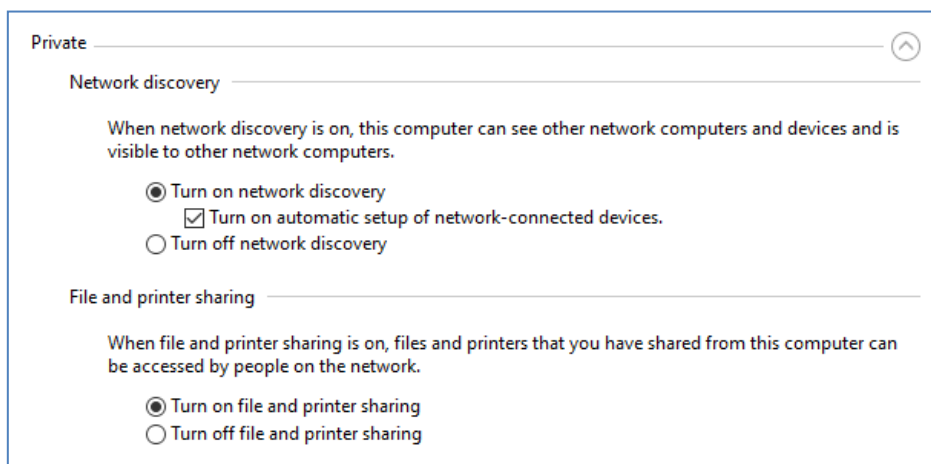 Private
Network discovery
When network discovery is on, this computer can see other network computers and devices and is
visible to other network computers.
Turn on network discovery
Turn on automatic setup of network-connected devices.
Turn off network discovery
File and printer sharing
When file and printer sharing is on, files and printers that you have shared from this computer can
be accessed by people on the network.
Turn on file and printer sharing
Turn off file and printer sharing